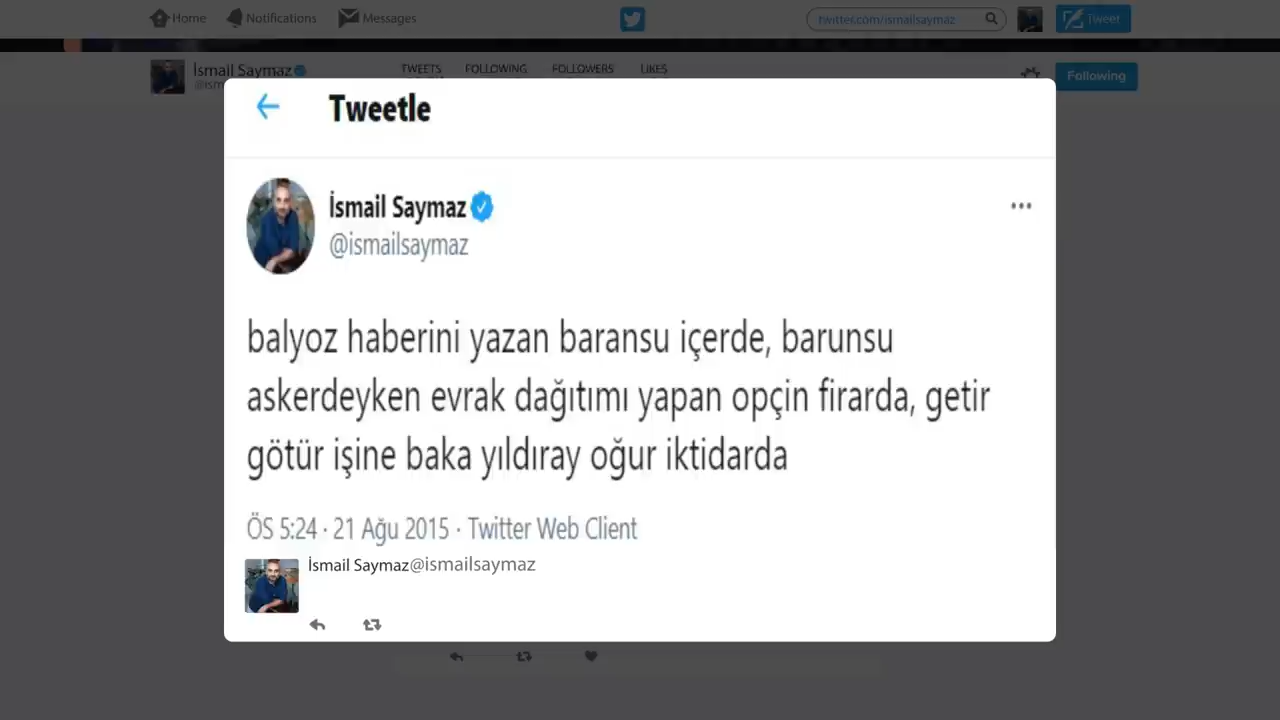 Home Notifications Messages twitter.com/ismailsaymaz Tweet
İsmail Saymaz TWEETS FOLLOWING FOLLOWERS LIKES Following
@ism
Tweetle
İsmail Saymaz
@ismailsaymaz
balyoz haberini yazan baransu içerde, barunsu
askerdeyken evrak dağıtımı yapan opçin firarda, getir
götür işine baka yıldıray oğur iktidarda
ÖS 5:24 · 21 Ağu 2015 · Twitter Web Client
İsmail Saymaz@ismailsaymaz